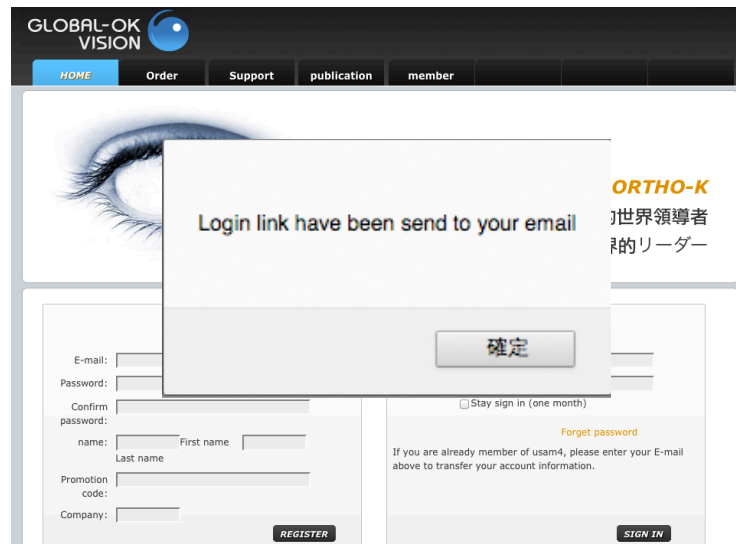 GLOBAL-OK
VISION
HOME Order Support publication member
ORTHO-K
世界領導者
的リーダー
Login link have been send to your email
確定
E-mail:
Password:
Confirm
password:
name: First name
Last name
Promotion
code:
Company:
REGISTER
Stay sign in (one month)
Forget password
If you are already member of usam4, please enter your E-mail
above to transfer your account information.
SIGN IN